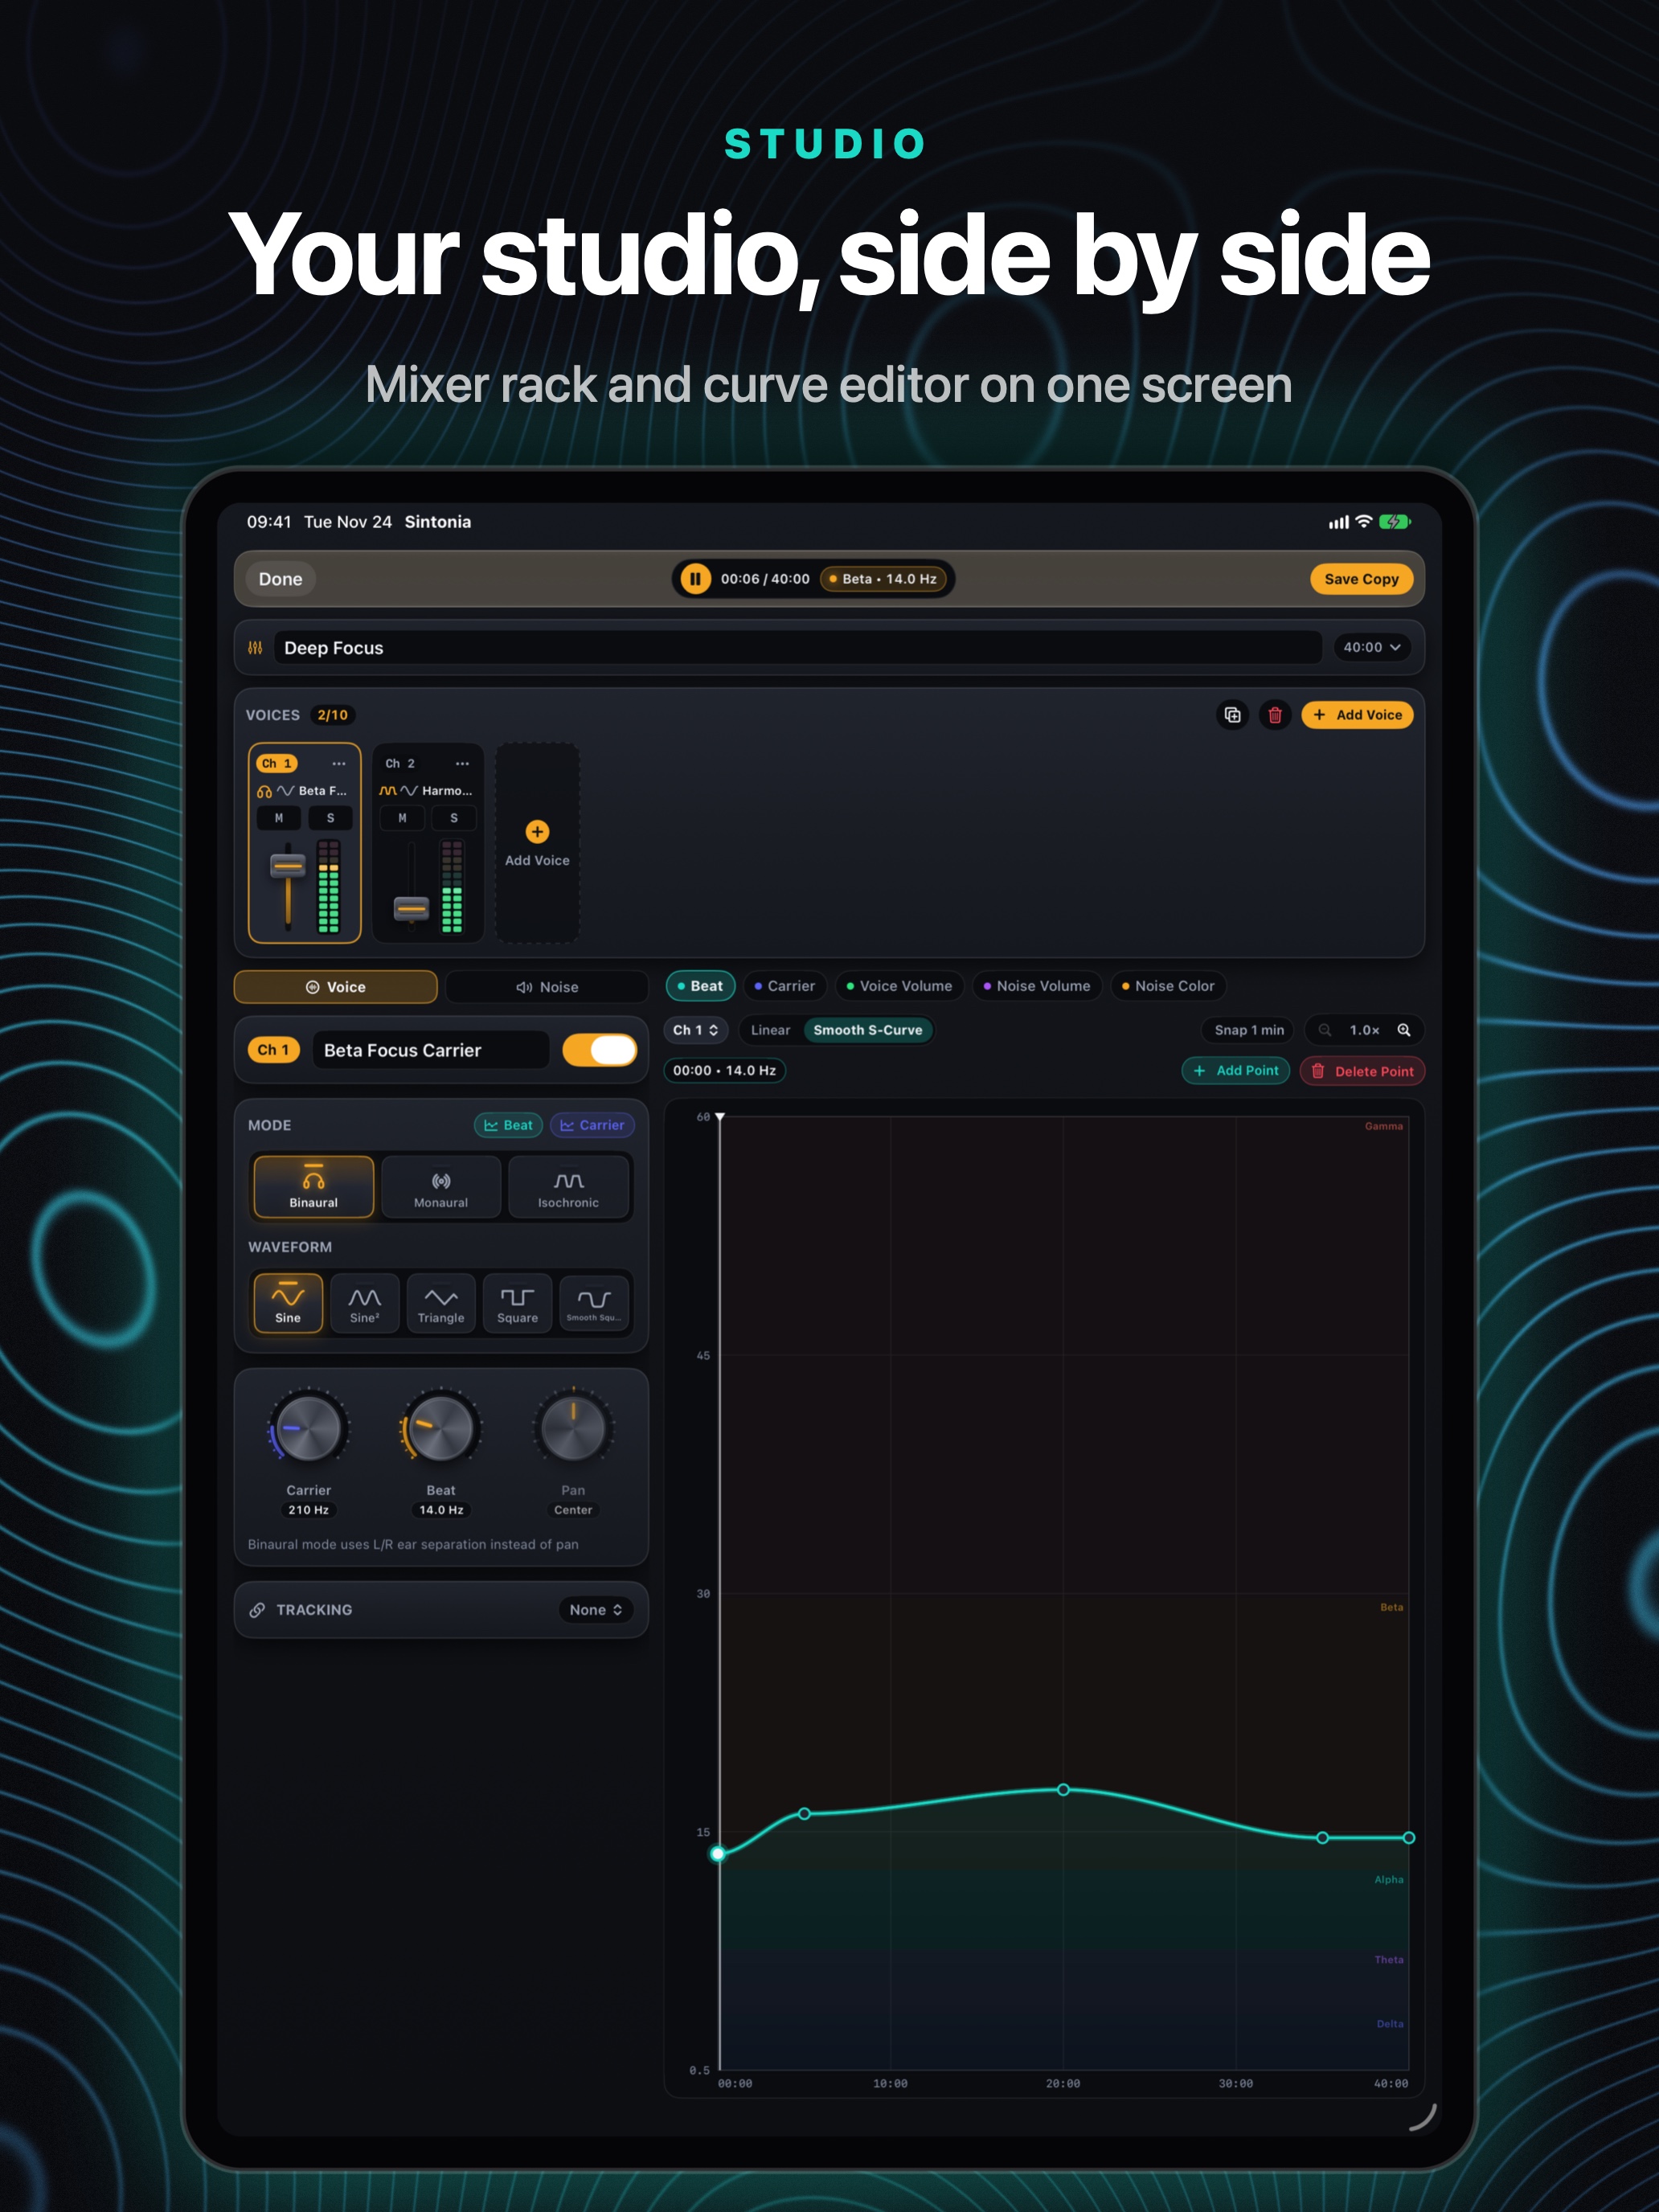 STUDIO
Your studio, side by side
Mixer rack and curve editor on one screen
09:41 Tue Nov 24 Sintonia
Done 00:06 / 40:00 Beta • 14.0 Hz Save Copy
Deep Focus 40:00
VOICES 2/10 + Add Voice
Ch 1 ··· Ch 2 ···
Beta F... Harmo...
M S M S
Add Voice
Voice Noise Beat Carrier Voice Volume Noise Volume Noise Color
Ch 1 Linear Smooth S-Curve Snap 1 min 1.0×
Ch 1 Beta Focus Carrier
00:00 • 14.0 Hz + Add Point Delete Point
MODE Beat Carrier
Binaural Monaural Isochronic
WAVEFORM
Sine Sine² Triangle Square Smooth Squ...
Carrier Beat Pan
210 Hz 14.0 Hz Center
Binaural mode uses L/R ear separation instead of pan
TRACKING None
60 Gamma
45
30 Beta
15
Alpha
Theta
Delta
0.5
00:00 10:00 20:00 30:00 40:00